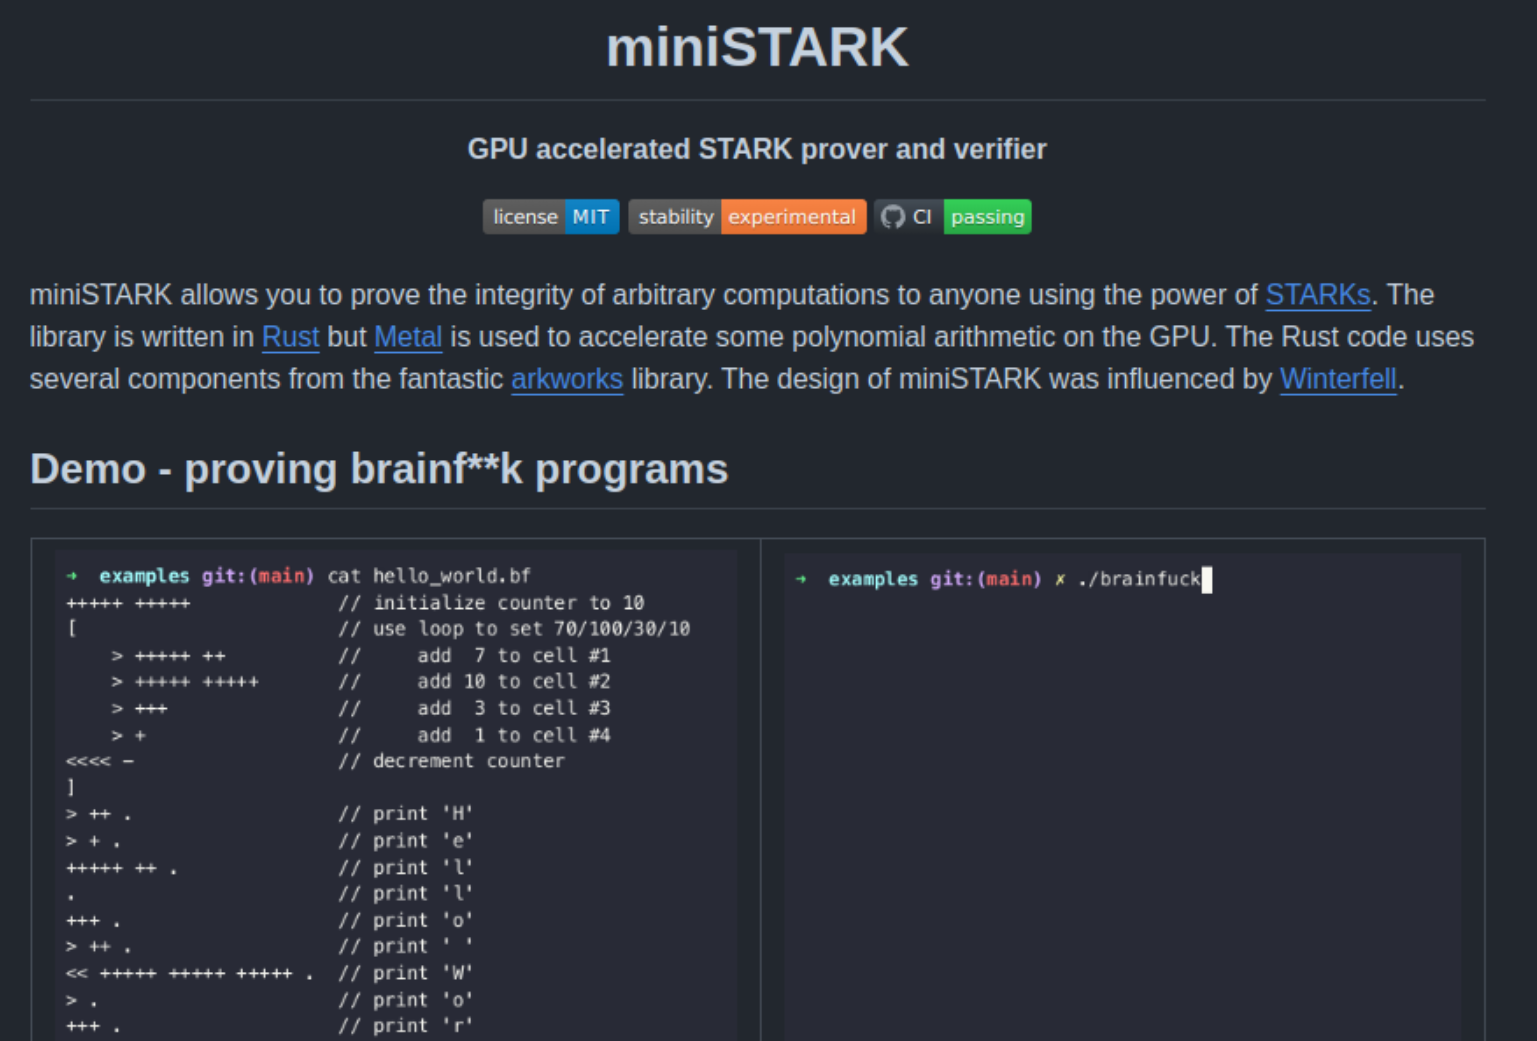 miniSTARK
GPU accelerated STARK prover and verifier
license MIT stability experimental CI passing
miniSTARK allows you to prove the integrity of arbitrary computations to anyone using the power of STARKs. The
library is written in Rust but Metal is used to accelerate some polynomial arithmetic on the GPU. The Rust code uses
several components from the fantastic arkworks library. The design of miniSTARK was influenced by Winterfell.
Demo - proving brainf**k programs
➜ examples git:(main) cat hello_world.bf
+++++ +++++ // initialize counter to 10
[ // use loop to set 70/100/30/10
> +++++ ++ // add 7 to cell #1
> +++++ +++++ // add 10 to cell #2
> +++ // add 3 to cell #3
> + // add 1 to cell #4
<<<< - // decrement counter
]
> ++ . // print 'H'
> + . // print 'e'
+++++ ++ . // print 'l'
. // print 'l'
+++ . // print 'o'
> ++ . // print ' '
<< +++++ +++++ +++++ . // print 'W'
> . // print 'o'
+++ . // print 'r'
➜ examples git:(main) ✗ ./brainfuck